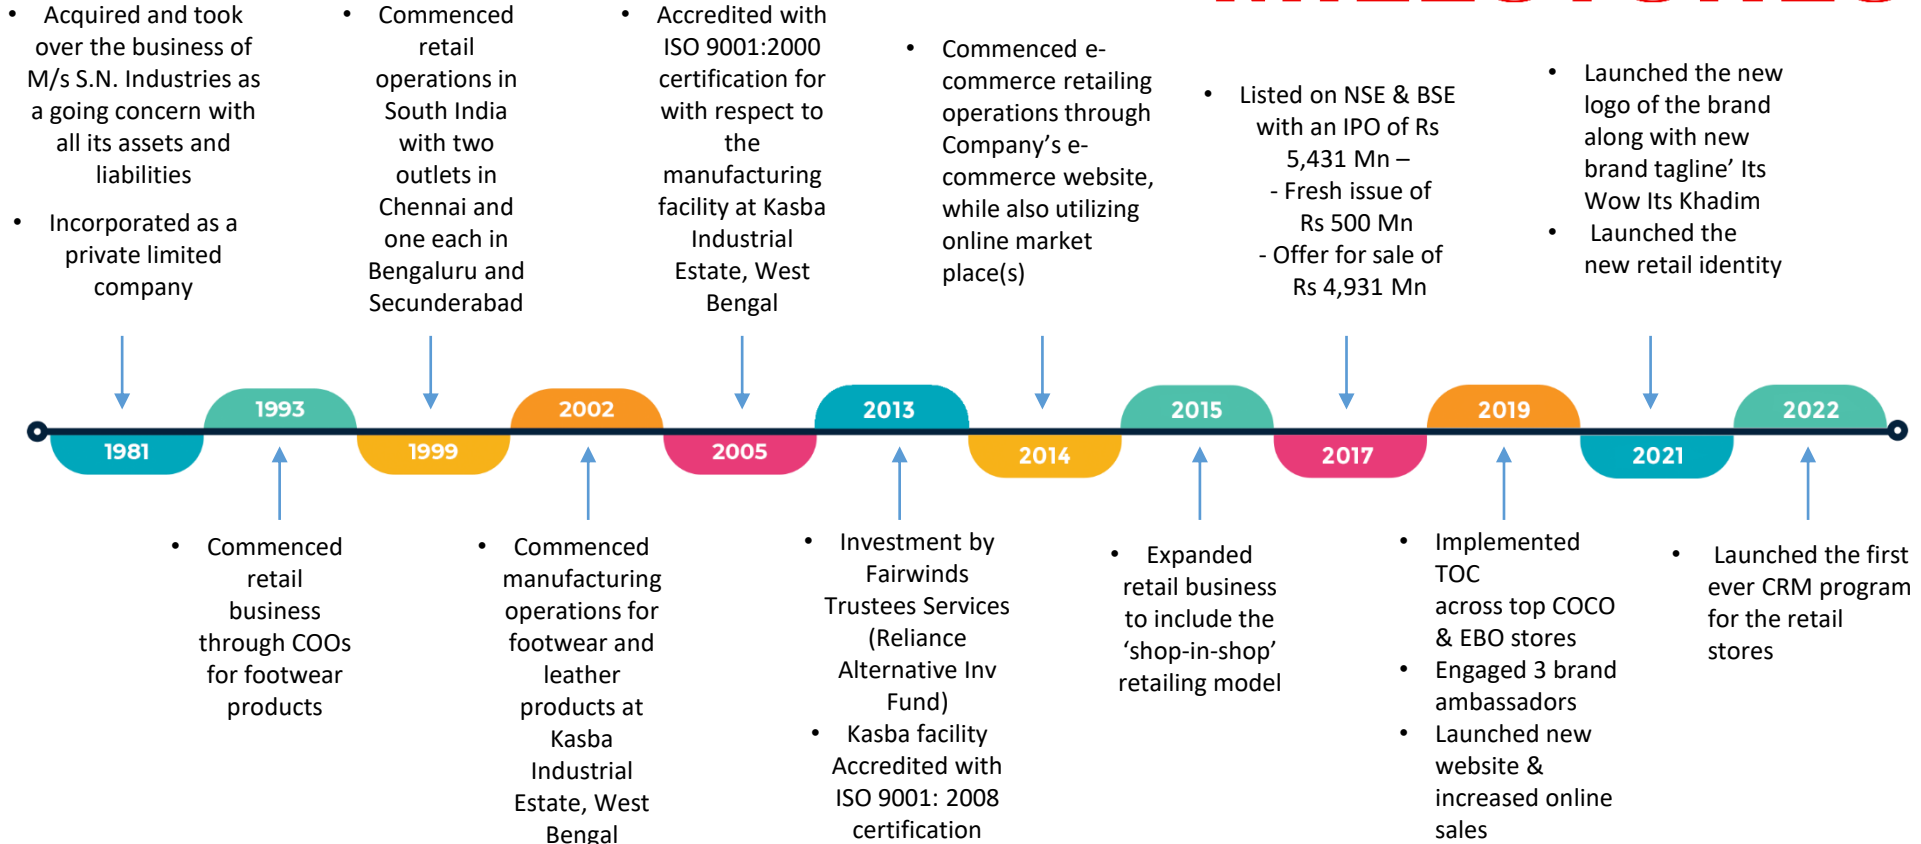 MILESTONES
• Acquired and took
over the business of
M/s S.N. Industries as
a going concern with
all its assets and
liabilities
• Incorporated as a
private limited
company
• Commenced
retail
operations in
South India
with two
outlets in
Chennai and
one each in
Bengaluru and
Secunderabad
• Accredited with
ISO 9001:2000
certification for
with respect to
the
manufacturing
facility at Kasba
Industrial
Estate, West
Bengal
• Commenced e-
commerce retailing
operations through
Company’s e-
commerce website,
while also utilizing
online market
place(s)
• Listed on NSE & BSE
with an IPO of Rs
5,431 Mn –
- Fresh issue of
Rs 500 Mn
- Offer for sale of
Rs 4,931 Mn
• Launched the new
logo of the brand
along with new
brand tagline’ Its
Wow Its Khadim
• Launched the
new retail identity
1981
1993
1999
2002
2005
2013
2014
2015
2017
2019
2021
2022
• Commenced
retail
business
through COOs
for footwear
products
• Commenced
manufacturing
operations for
footwear and
leather
products at
Kasba
Industrial
Estate, West
Bengal
• Investment by
Fairwinds
Trustees Services
(Reliance
Alternative Inv
Fund)
• Kasba facility
Accredited with
ISO 9001: 2008
certification
• Expanded
retail business
to include the
‘shop-in-shop’
retailing model
• Implemented
TOC
across top COCO
& EBO stores
• Engaged 3 brand
ambassadors
• Launched new
website &
increased online
sales
• Launched the first
ever CRM program
for the retail
stores